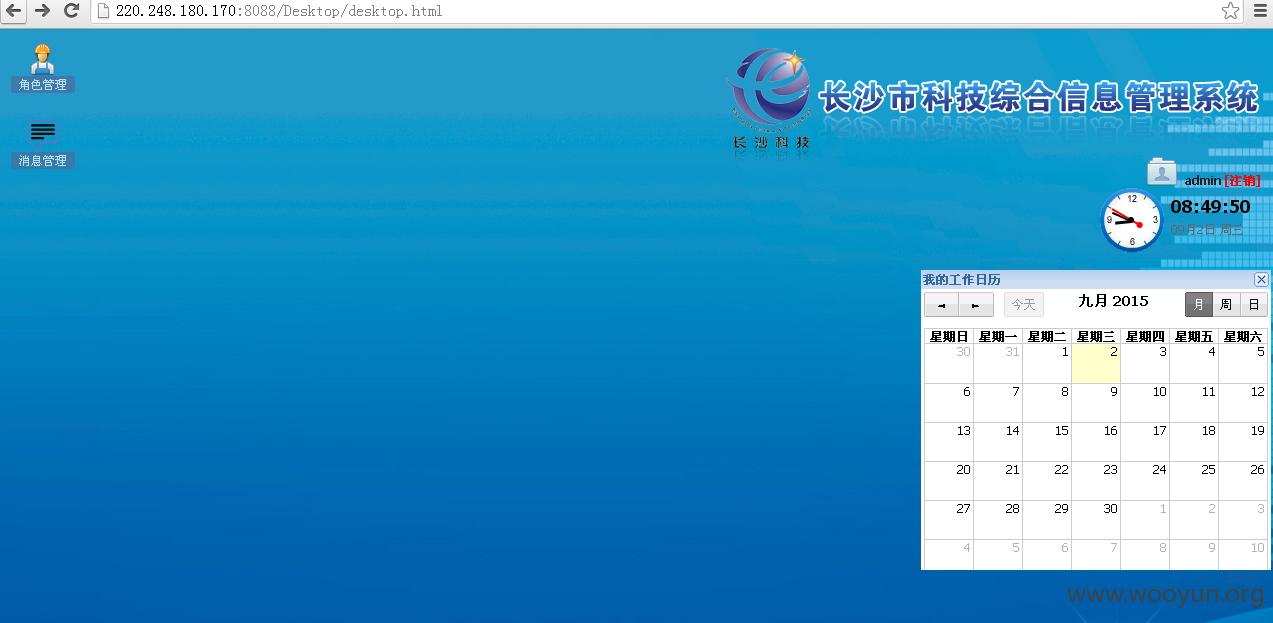 220.248.180.170:8088/Desktop/desktop.html
角色管理
消息管理
长沙科技
长沙市科技综合信息管理系统
admin [注销]
12
3
6
9
08:49:50
09月2日 周三
我的工作日历
今天
九月 2015
月 周 日
星期日 星期一 星期二 星期三 星期四 星期五 星期六
30 31 1 2 3 4 5
6 7 8 9 10 11 12
13 14 15 16 17 18 19
20 21 22 23 24 25 26
27 28 29 30 1 2 3
4 5 6 7 8 9 10
www.wooyun.org